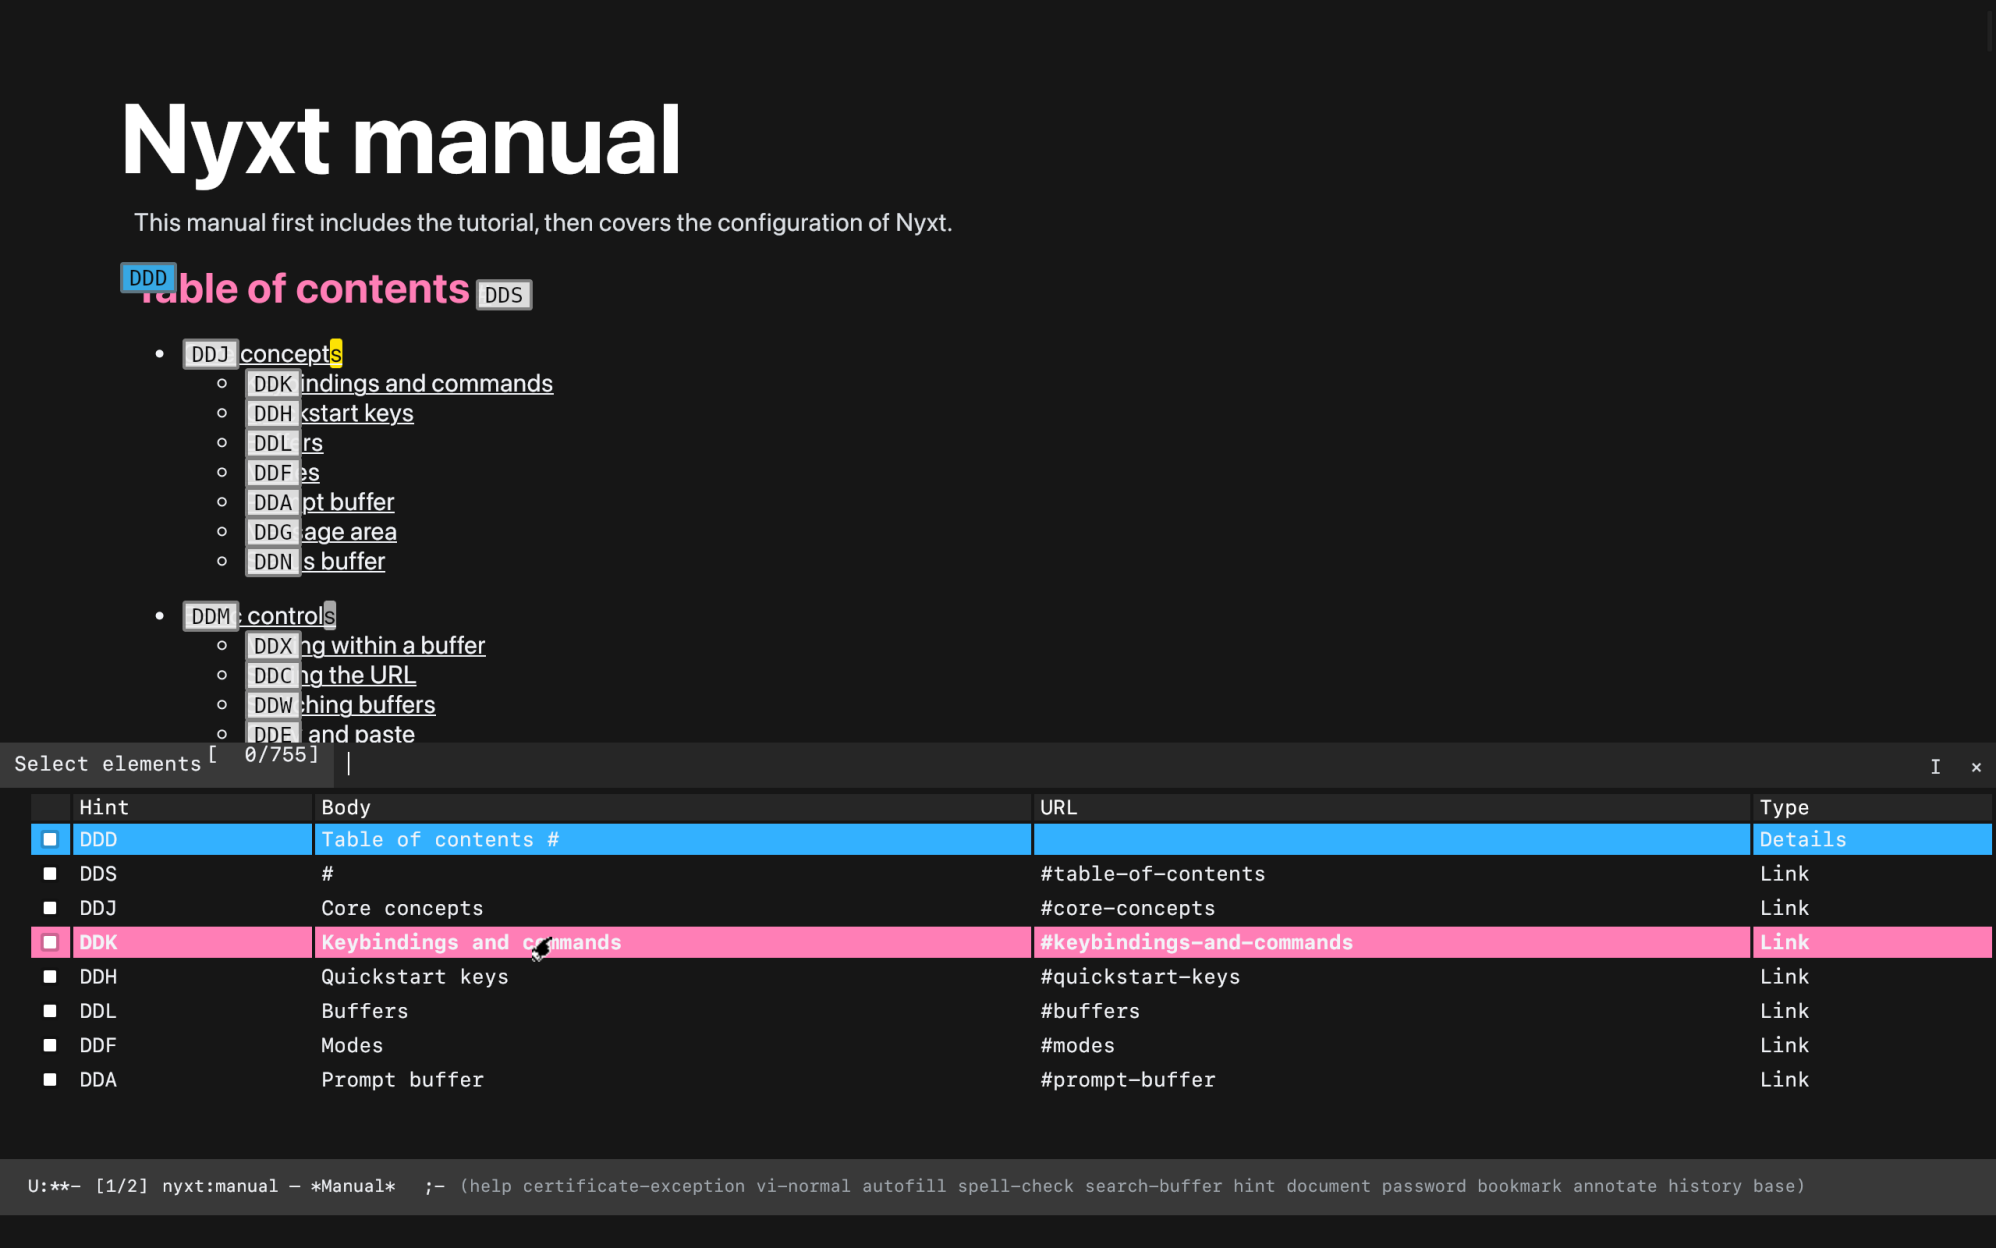 Nyxt manual
This manual first includes the tutorial, then covers the configuration of Nyxt.
DDD able of contents DDS
• DDJ concepts
DDK indings and commands
DDH kstart keys
DDL rs
DDF es
DDA pt buffer
DDG age area
DDN s buffer
• DDM control​s
DDX ng within a buffer
DDC ng the URL
DDW ching buffers
DDE and paste
Select elements [ 0/755] I ×
Hint Body URL Type
DDD Table of contents # Details
DDS # #table-of-contents Link
DDJ Core concepts #core-concepts Link
DDK Keybindings and commands #keybindings-and-commands Link
DDH Quickstart keys #quickstart-keys Link
DDL Buffers #buffers Link
DDF Modes #modes Link
DDA Prompt buffer #prompt-buffer Link
U:**- [1/2] nyxt:manual — *Manual* ;- (help certificate-exception vi-normal autofill spell-check search-buffer hint document password bookmark annotate history base)